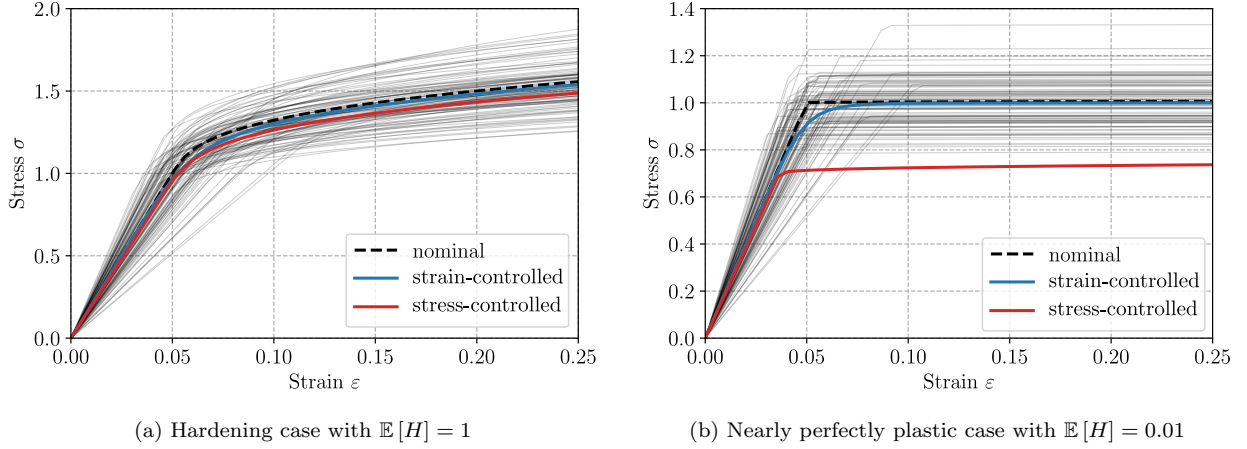 2.0
1.5
1.0
0.5
0.0
Stress σ
0.00 0.05 0.10 0.15 0.20 0.25
Strain ε
nominal
strain-controlled
stress-controlled
(a) Hardening case with 𝔼 [H] = 1
1.4
1.2
1.0
0.8
0.6
0.4
0.2
0.0
Stress σ
0.00 0.05 0.10 0.15 0.20 0.25
Strain ε
nominal
strain-controlled
stress-controlled
(b) Nearly perfectly plastic case with 𝔼 [H] = 0.01